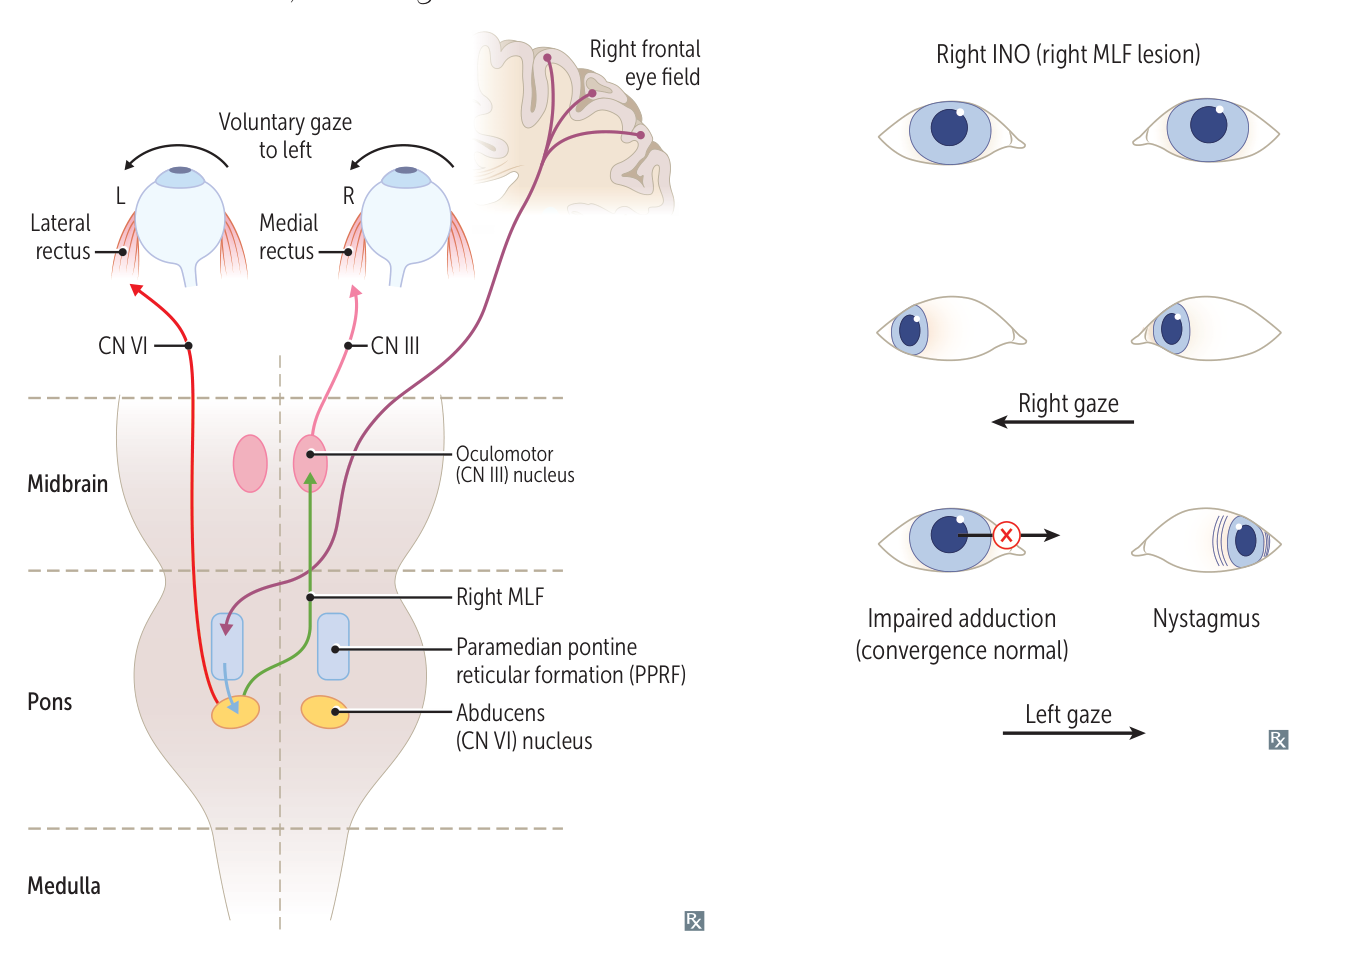 Right frontal
eye field
Voluntary gaze
to left
L
R
Lateral
rectus
Medial
rectus
CN VI
CN III
Oculomotor
(CN III) nucleus
Midbrain
Right MLF
Paramedian pontine
reticular formation (PPRF)
Pons
Abducens
(CN VI) nucleus
Medulla
Rx
Right INO (right MLF lesion)
Right gaze
Impaired adduction
(convergence normal)
Nystagmus
Left gaze
Rx